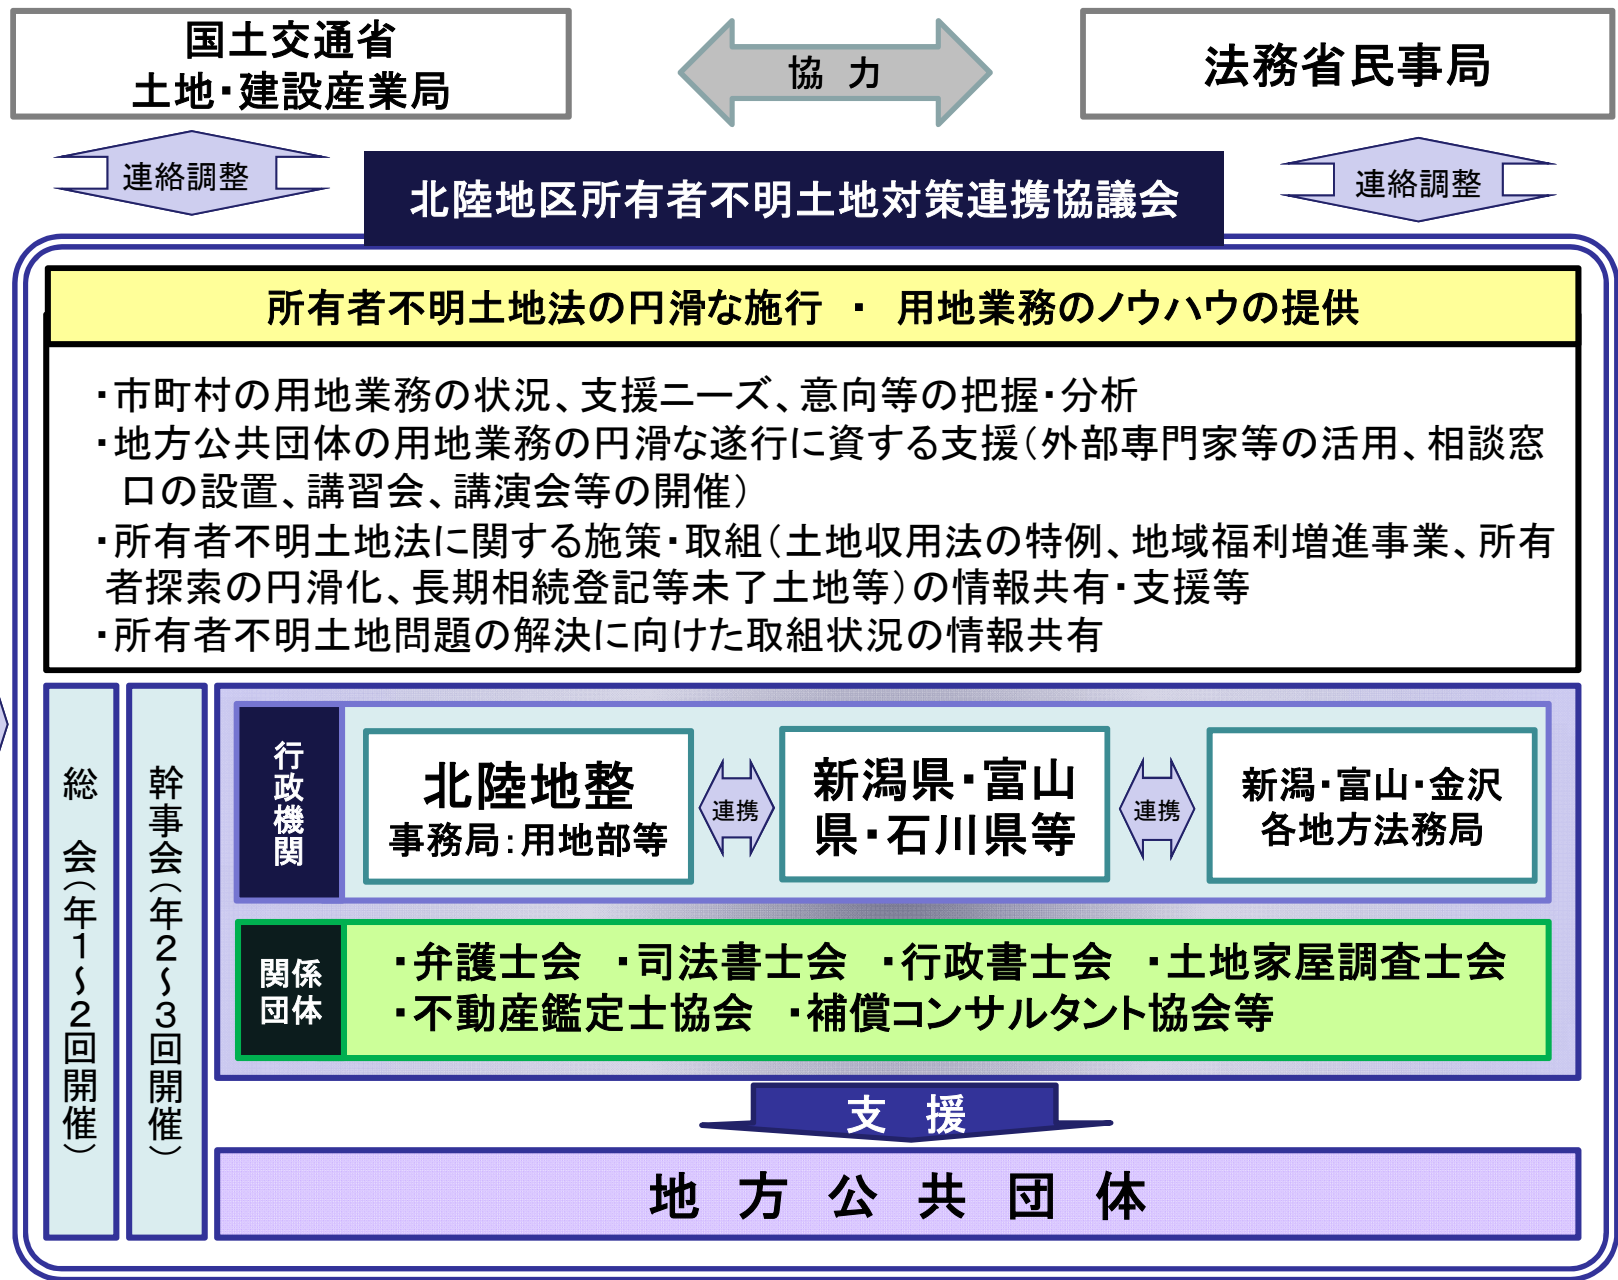 国土交通省
土地・建設産業局
協 力
法務省民事局
連絡調整
連絡調整
北陸地区所有者不明土地対策連携協議会
所有者不明土地法の円滑な施行 ・ 用地業務のノウハウの提供
・市町村の用地業務の状況、支援ニーズ、意向等の把握・分析
・地方公共団体の用地業務の円滑な遂行に資する支援(外部専門家等の活用、相談窓
口の設置、講習会、講演会等の開催)
・所有者不明土地法に関する施策・取組(土地収用法の特例、地域福利増進事業、所有
者探索の円滑化、長期相続登記等未了土地等)の情報共有・支援等
・所有者不明土地問題の解決に向けた取組状況の情報共有
総 会(年1~2回開催)
幹事会(年2~3回開催)
行政機関
北陸地整
事務局:用地部等
連携
新潟県・富山
県・石川県等
連携
新潟・富山・金沢
各地方法務局
関係
団体
・弁護士会 ・司法書士会 ・行政書士会 ・土地家屋調査士会
・不動産鑑定士協会 ・補償コンサルタント協会等
支 援
地 方 公 共 団 体